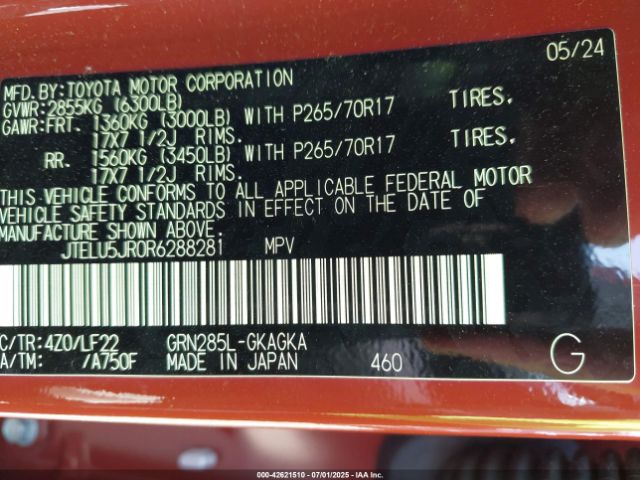 05/24
MFD. BY:TOYOTA MOTOR CORPORATION
GVWR:2855KG (6300LB)
GAWR:FRT. 1360KG (3000LB) WITH P265/70R17 TIRES,
17X7 1/2J RIMS.
RR. 1560KG (3450LB) WITH P265/70R17 TIRES,
17X7 1/2J RIMS.
THIS VEHICLE CONFORMS TO ALL APPLICABLE FEDERAL MOTOR
VEHICLE SAFETY STANDARDS IN EFFECT ON THE DATE OF
MANUFACTURE SHOWN ABOVE.
JTELU5JR0R6288281 MPV
C/TR:4Z0/LF22 GRN285L-GKAGKA
A/TM: /A750F MADE IN JAPAN 460 G
000-42621510 - 07/01/2025 - IAA Inc.